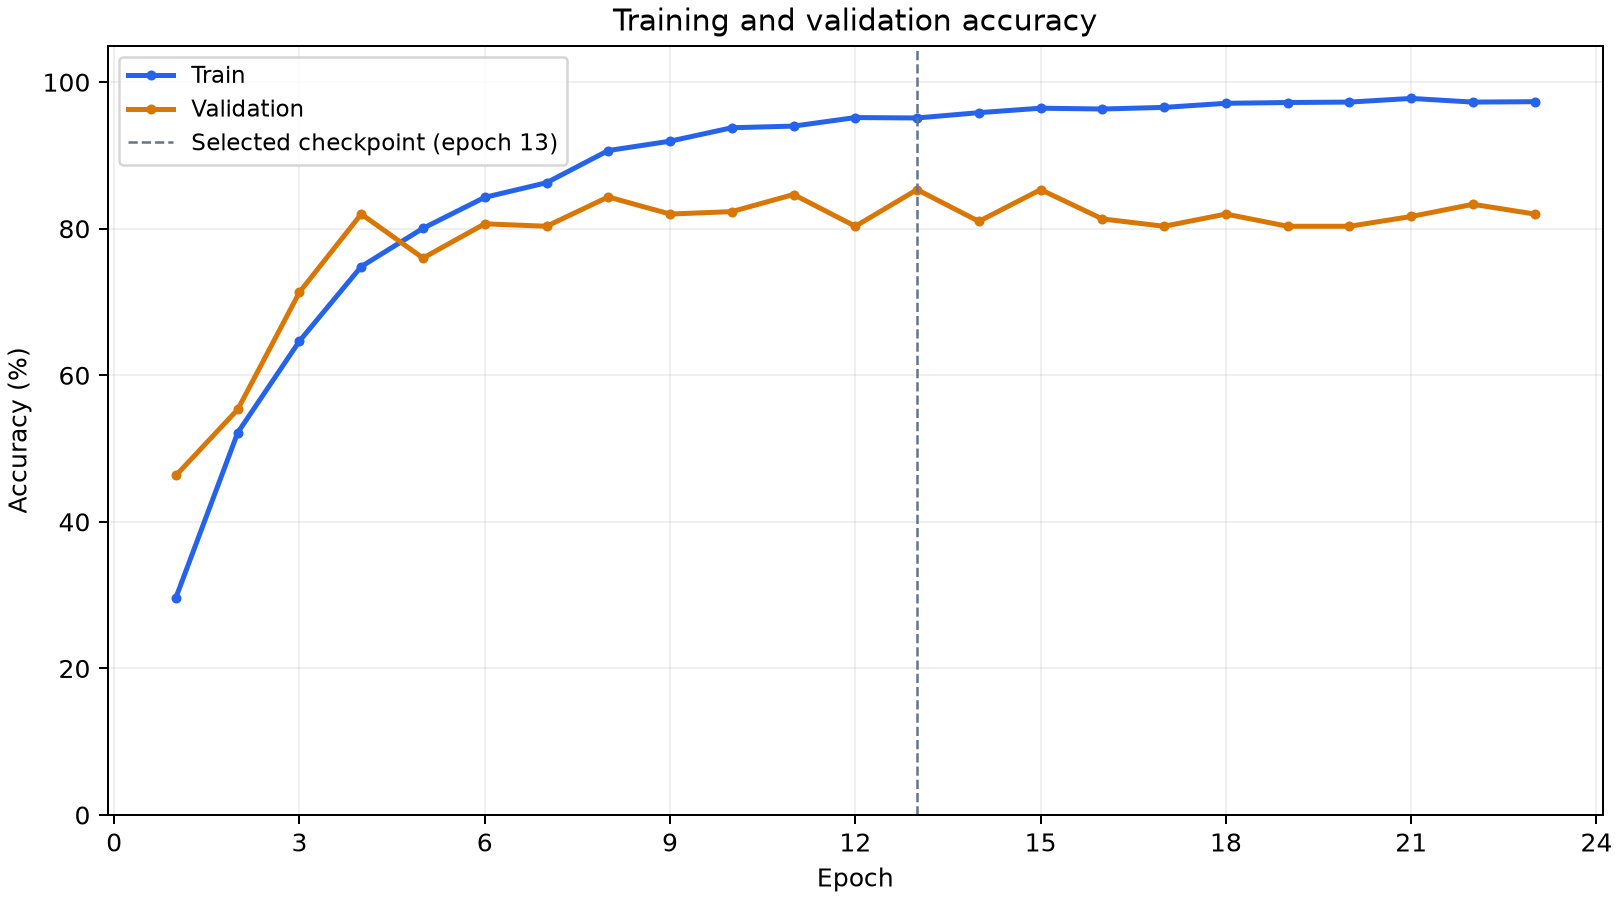 Training and validation accuracy
Train
Validation
Selected checkpoint (epoch 13)
Accuracy (%)
100
80
60
40
20
0
0 3 6 9 12 15 18 21 24
Epoch